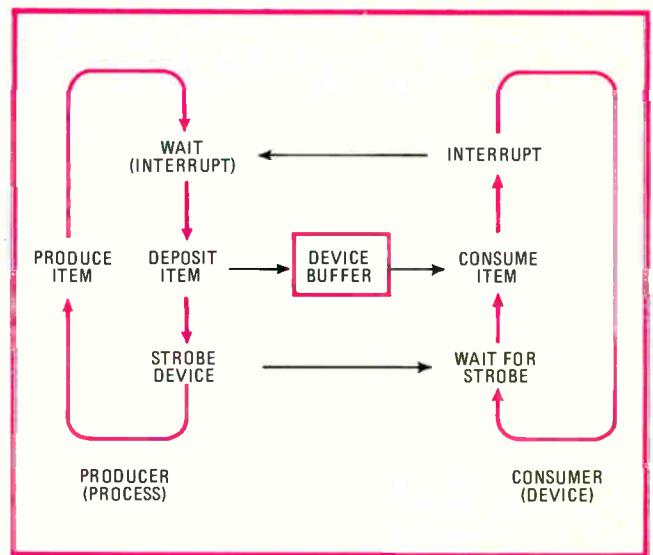 WAIT
(INTERRUPT)
INTERRUPT
PRODUCE
ITEM
DEPOSIT
ITEM
DEVICE
BUFFER
CONSUME
ITEM
STROBE
DEVICE
WAIT FOR
STROBE
PRODUCER
(PROCESS)
CONSUMER
(DEVICE)